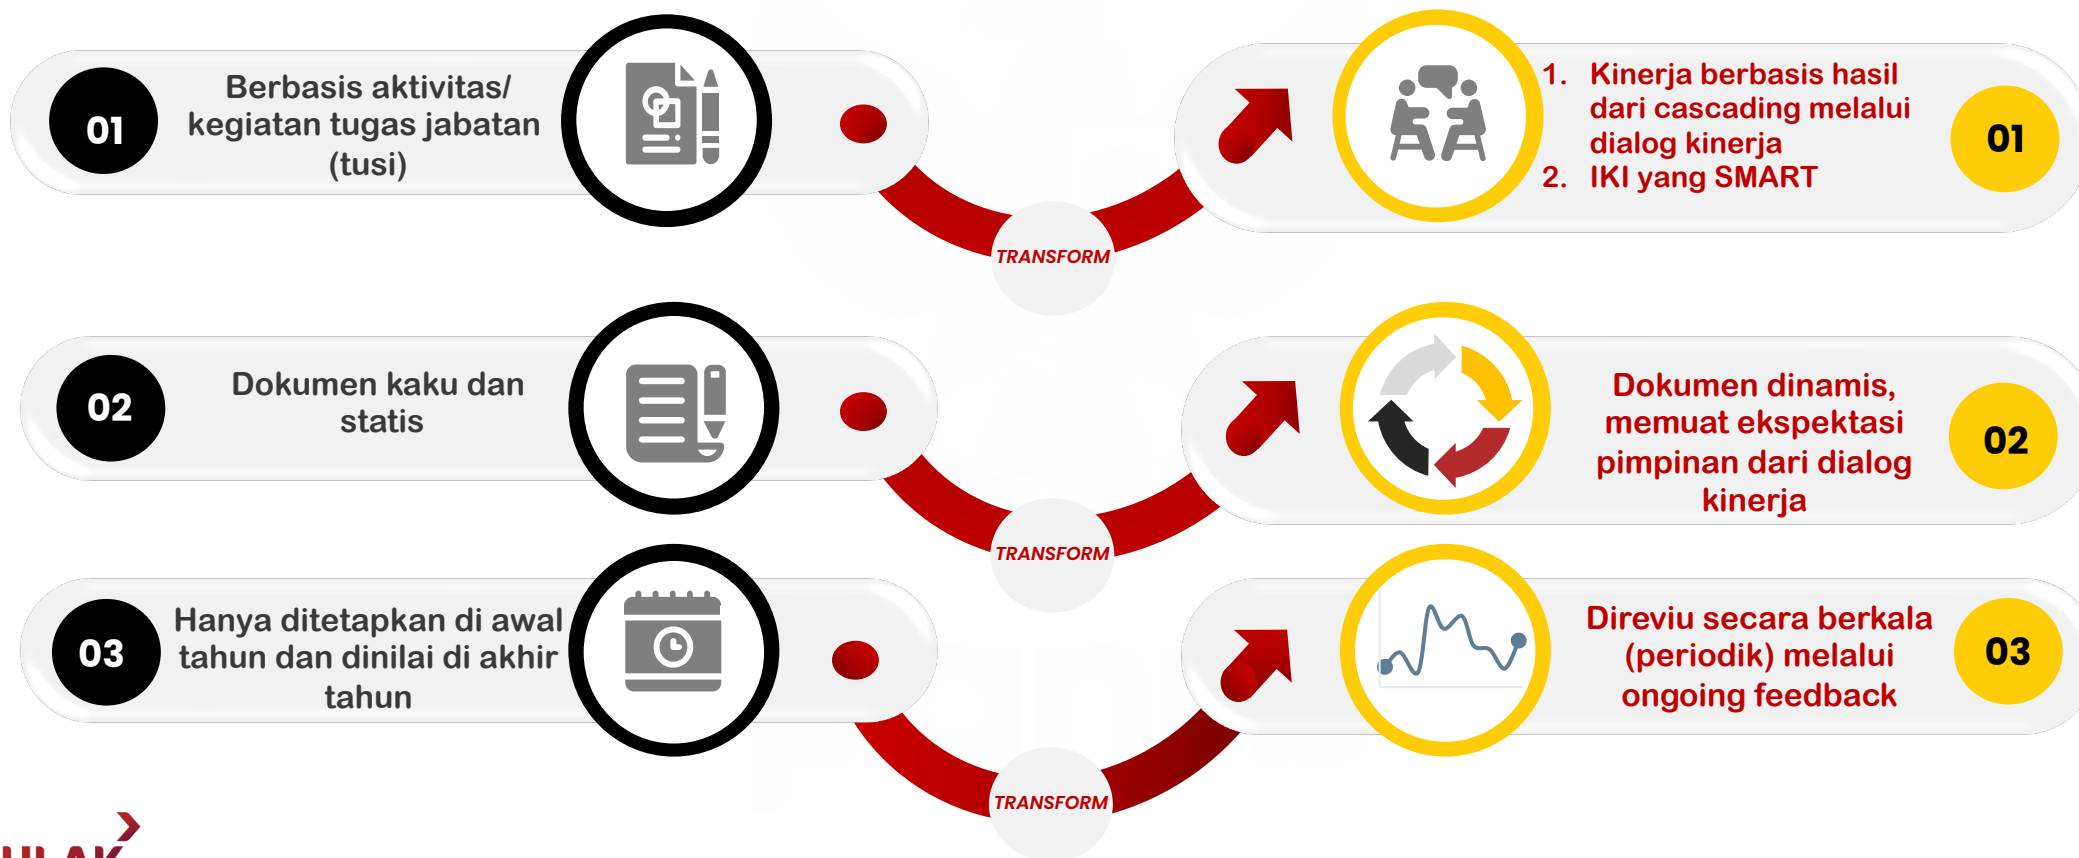 01
Berbasis aktivitas/
kegiatan tugas jabatan
(tusi)
TRANSFORM
1. Kinerja berbasis hasil
dari cascading melalui
dialog kinerja
2. IKI yang SMART
01
02
Dokumen kaku dan
statis
TRANSFORM
Dokumen dinamis,
memuat ekspektasi
pimpinan dari dialog
kinerja
02
03
Hanya ditetapkan di awal
tahun dan dinilai di akhir
tahun
TRANSFORM
Direviu secara berkala
(periodik) melalui
ongoing feedback
03